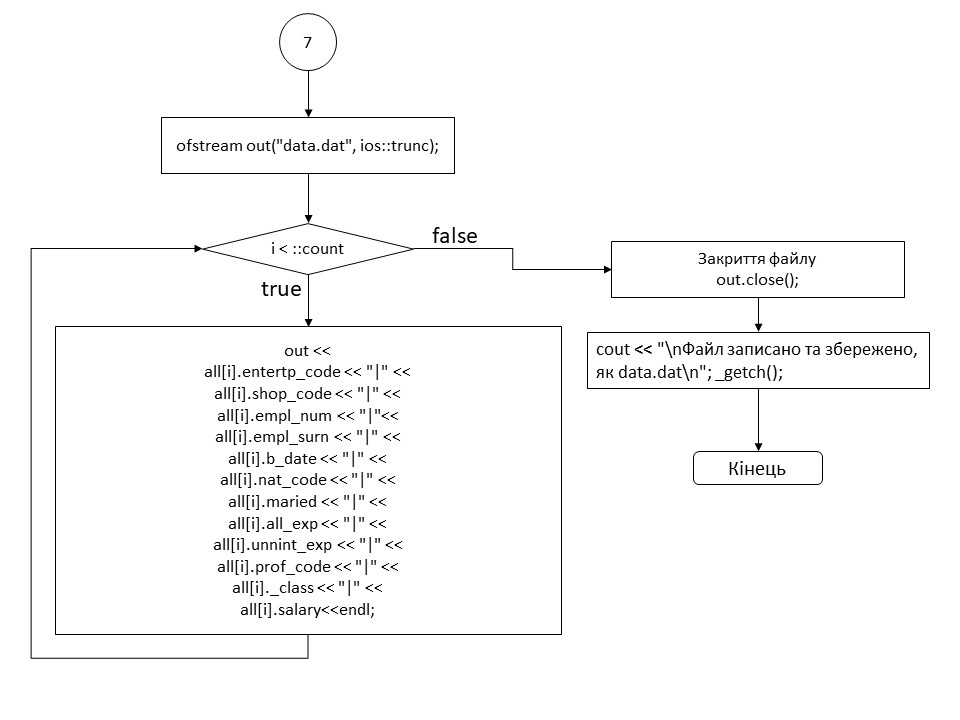 7
ofstream out("data.dat", ios::trunc);
i < ::count
false
true
out <<
all[i].entertp_code << "|" <<
all[i].shop_code << "|" <<
all[i].empl_num << "|"<<
all[i].empl_surn << "|" <<
all[i].b_date << "|" <<
all[i].nat_code << "|" <<
all[i].maried << "|" <<
all[i].all_exp << "|" <<
all[i].unnint_exp << "|" <<
all[i].prof_code << "|" <<
all[i]._class << "|" <<
all[i].salary<<endl;
Закриття файлу
out.close();
cout << "\nФайл записано та збережено,
як data.dat\n"; _getch();
Кінець